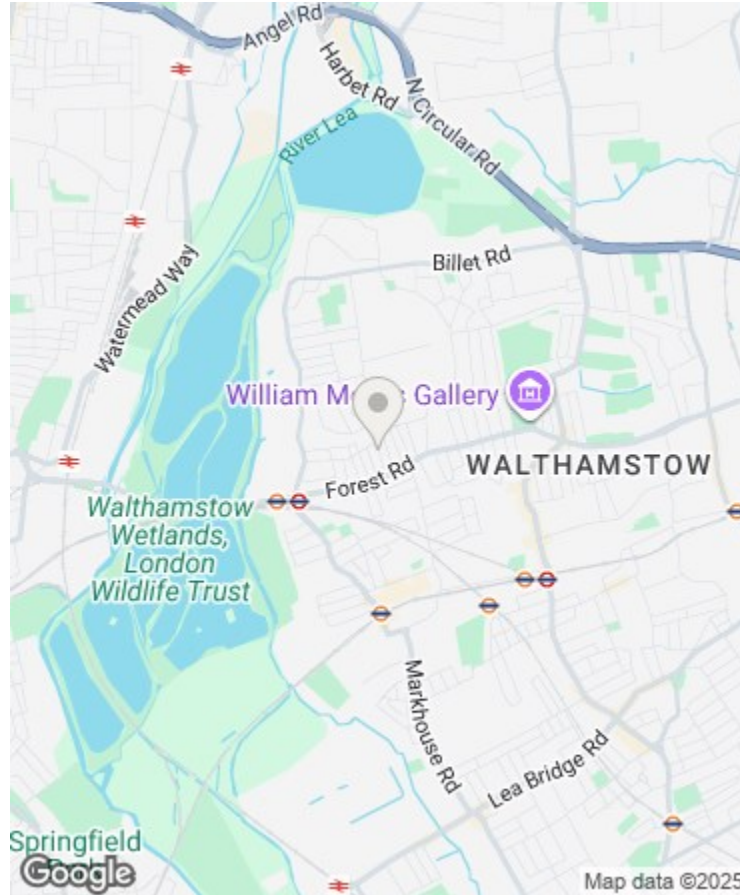 Angel Rd
Harbet Rd
N Circular Rd
River Lea
Billet Rd
Watermead Way
William M s Gallery
WALTHAMSTOW
Forest Rd
Walthamstow
Wetlands,
London
Wildlife Trust
Markhouse Rd
Lea Bridge Rd
Springfield
Google
Map data ©2025